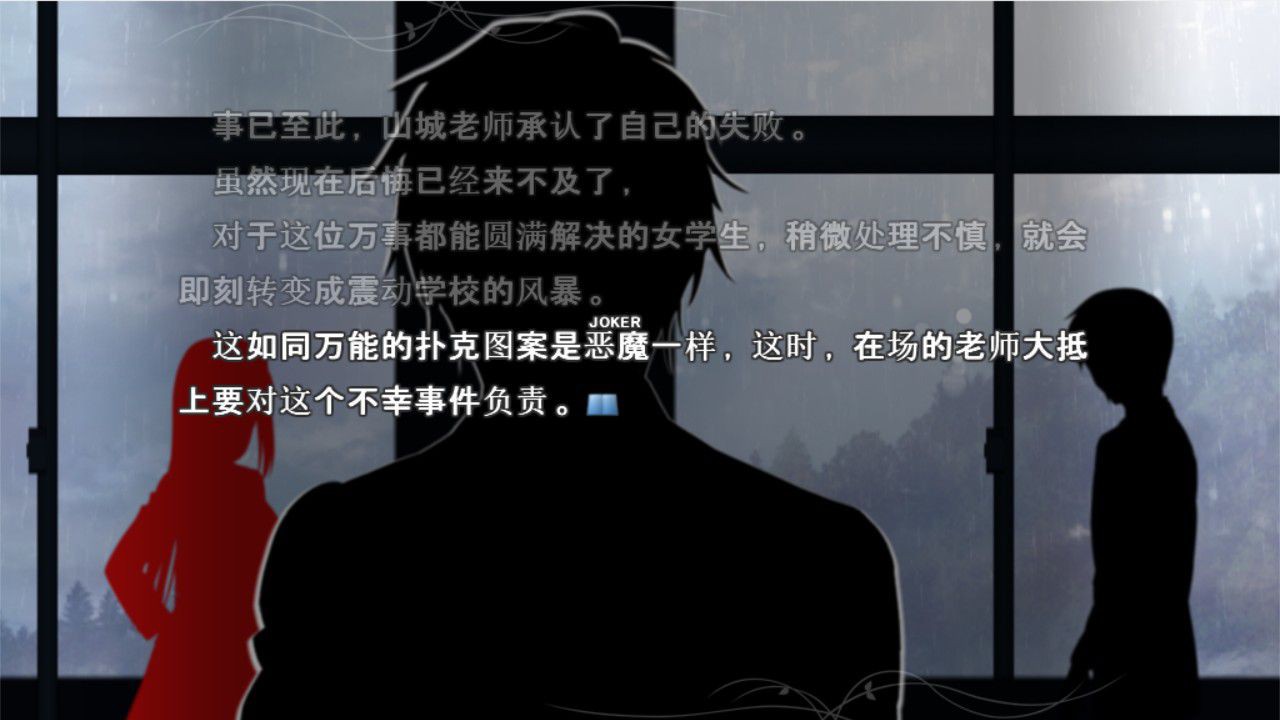 事已至此，山城老师承认了自己的失败。
虽然现在后悔已经来不及了，
对于这位万事都能圆满解决的女学生，稍微处理不慎，就会
即刻转变成震动学校的风暴。
JOKER
这如同万能的扑克图案是恶魔一样，这时，在场的老师大抵
上要对这个不幸事件负责。